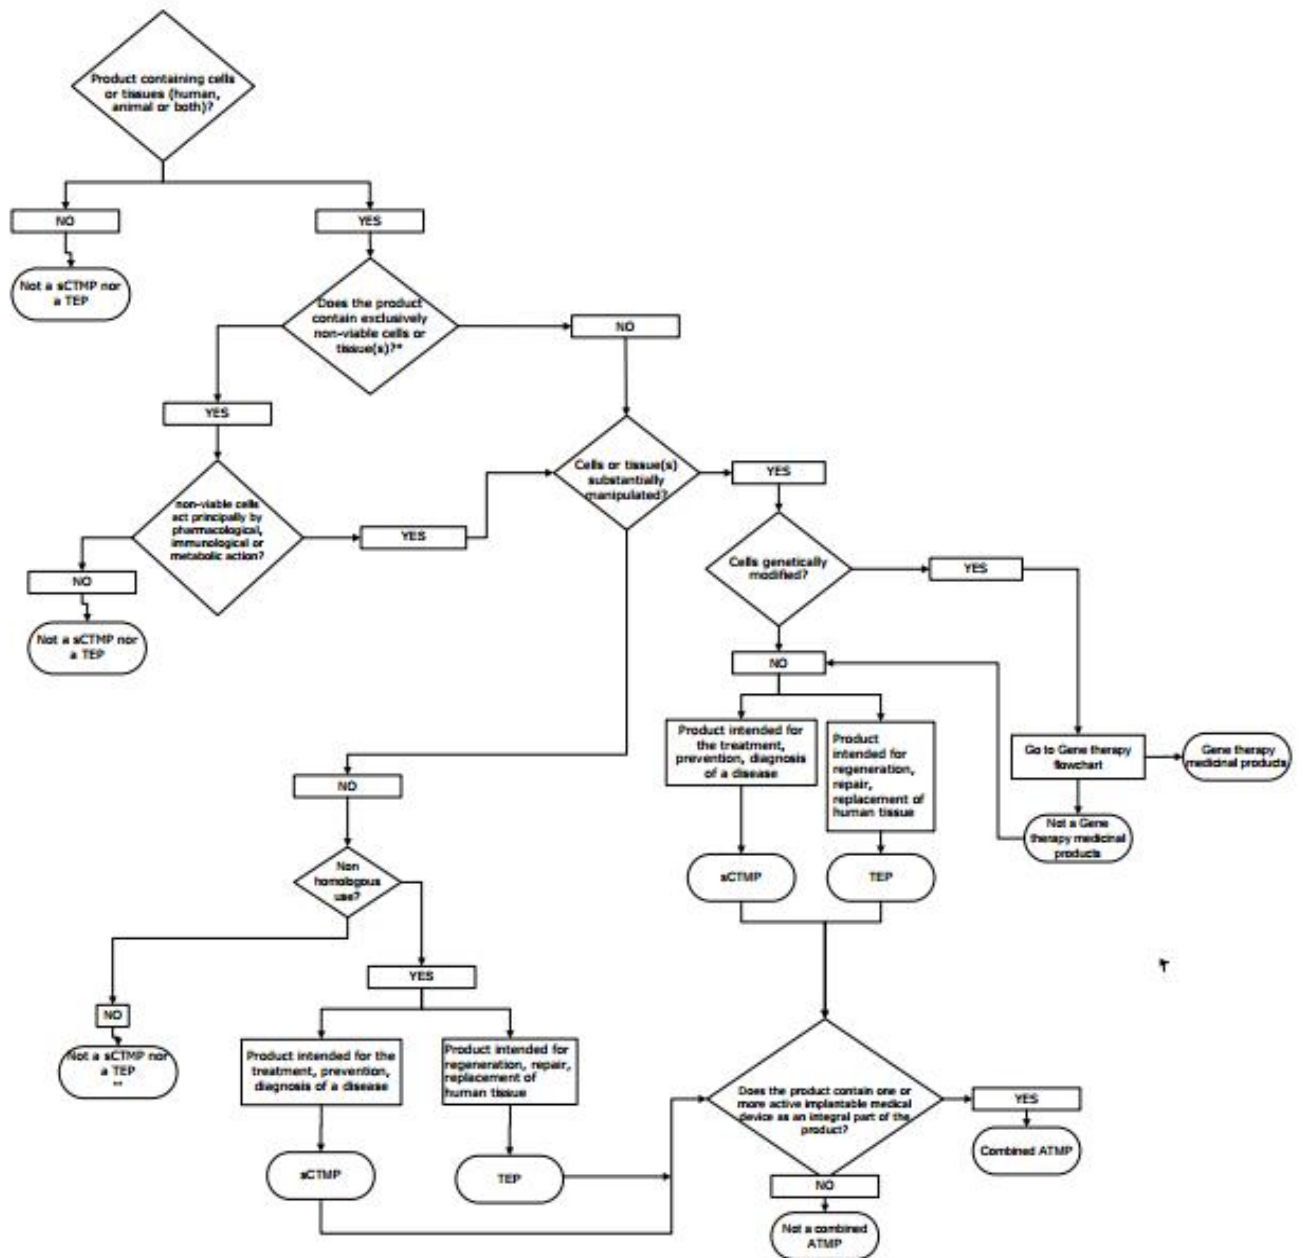 Product containing cells
or tissues (human,
animal or both)?
NO
YES
Not a sCTMP nor
a TEP
Does the product
contain exclusively
non-viable cells or
tissue(s)?*
NO
YES
Cells or tissue(s)
substantially
manipulated?
YES
non-viable cells
act principally by
pharmacological,
immunological or
metabolic action?
YES
NO
Not a sCTMP nor
a TEP
Cells genetically
modified?
YES
NO
Product intended for
the treatment,
prevention, diagnosis
of a disease
Product
intended for
regeneration,
repair,
replacement of
human tissue
Go to Gene therapy
flowchart
Gene therapy
medicinal products
Not a Gene
therapy medicinal
products
sCTMP
TEP
NO
Non
homologous
use?
YES
NO
Not a sCTMP nor
a TEP
**
Product intended for the
treatment, prevention,
diagnosis of a disease
Product intended for
regeneration, repair,
replacement of
human tissue
sCTMP
TEP
Does the product contain one or
more active implantable medical
device as an integral part of the
product?
YES
Combined ATMP
NO
Not a combined
ATMP